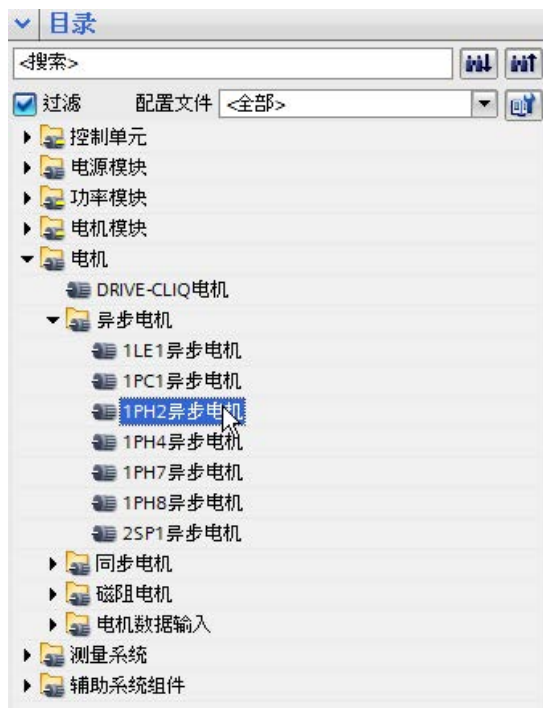 目录
<搜索>
过滤 配置文件 <全部>
控制单元
电源模块
功率模块
电机模块
电机
DRIVE-CLIQ电机
异步电机
1LE1异步电机
1PC1异步电机
1PH2异步电机
1PH4异步电机
1PH7异步电机
1PH8异步电机
2SP1异步电机
同步电机
磁阻电机
电机数据输入
测量系统
辅助系统组件